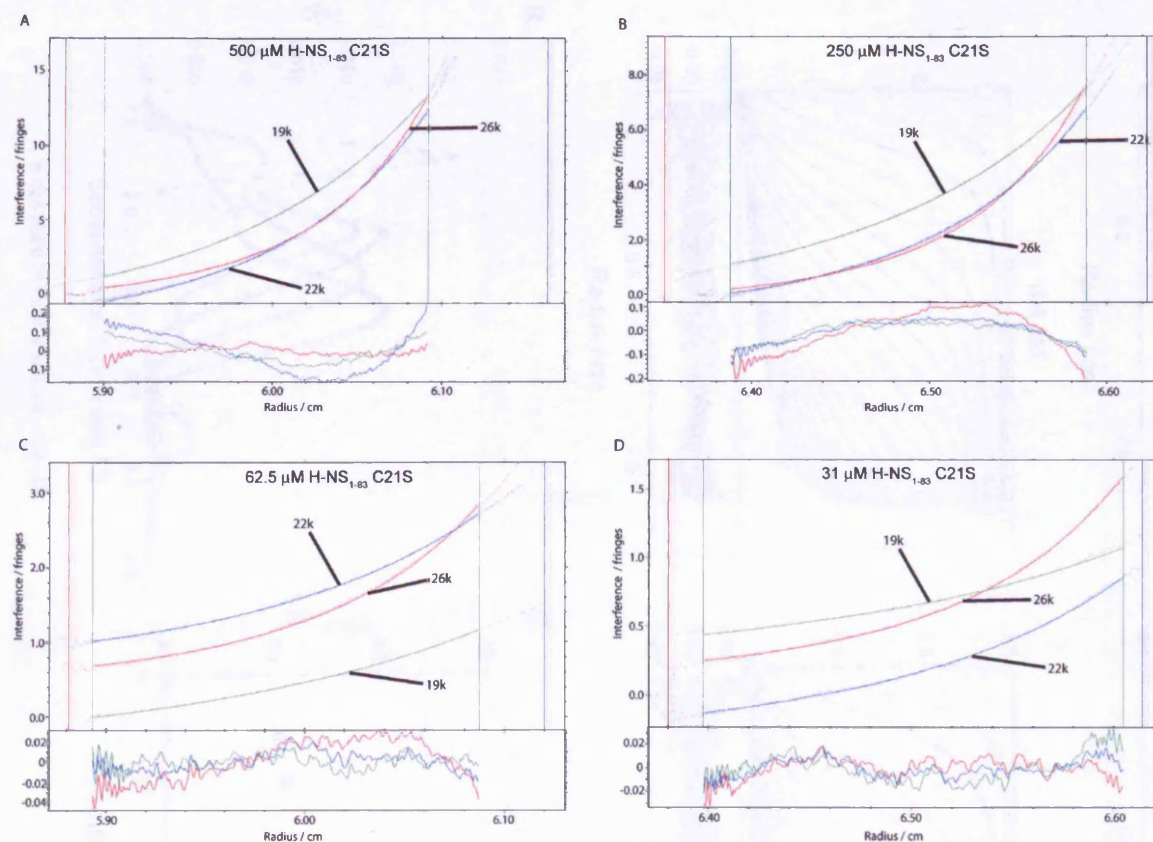 A
500 µM H-NS1-83 C21S
15
10
5
0
Interference / fringes
19k
26k
22k
0.2
0.1
0
-0.1
5.90
6.00
6.10
Radius / cm
B
250 µM H-NS1-83 C21S
8.0
6.0
4.0
2.0
0.0
Interference / fringes
19k
22k
26k
0.1
0.0
-0.1
-0.2
6.40
6.50
6.60
Radius / cm
C
62.5 µM H-NS1-83 C21S
3.0
2.0
1.0
0.0
Interference / fringes
22k
26k
19k
0.02
0
-0.02
-0.04
5.90
6.00
6.10
Radius / cm
D
31 µM H-NS1-83 C21S
1.5
1.0
0.5
0.0
Interference / fringes
19k
26k
22k
0.02
0
-0.02
6.40
6.50
6.60
Radius / cm